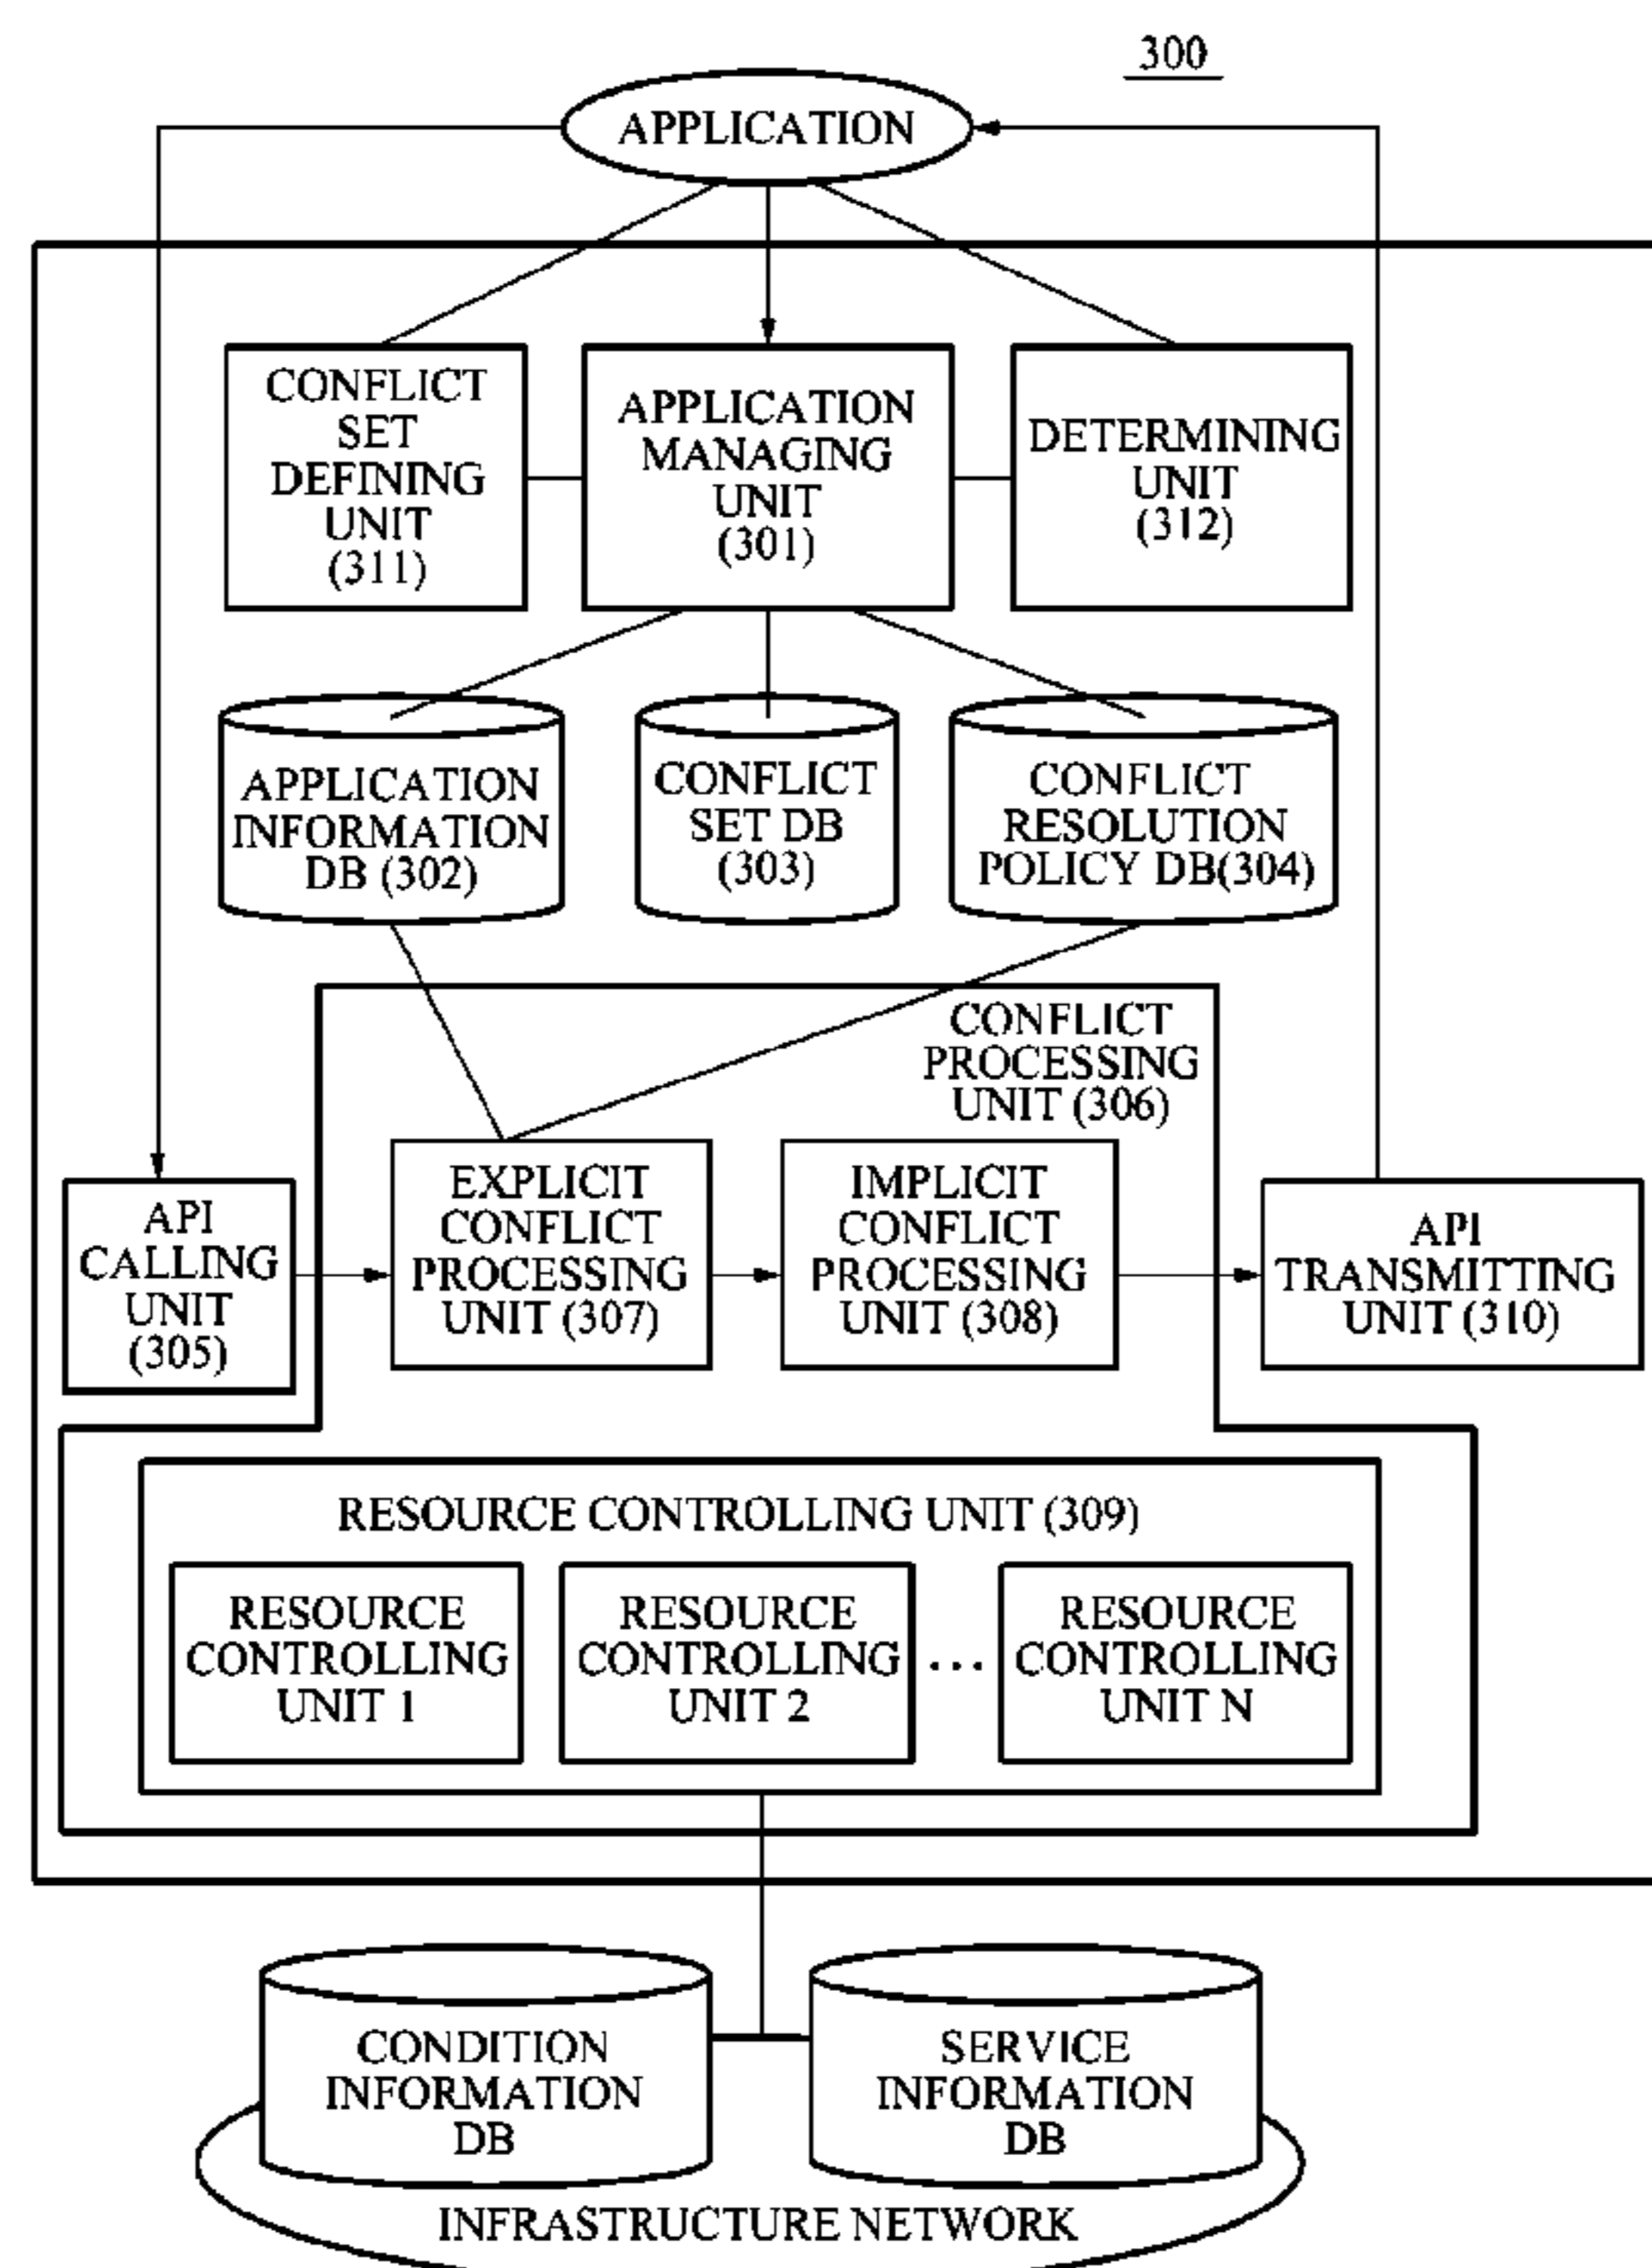 300
APPLICATION
CONFLICT
SET
DEFINING
UNIT
(311)
APPLICATION
MANAGING
UNIT
(301)
DETERMINING
UNIT
(312)
APPLICATION
INFORMATION
DB (302)
CONFLICT
SET DB
(303)
CONFLICT
RESOLUTION
POLICY DB(304)
CONFLICT
PROCESSING
UNIT (306)
API
CALLING
UNIT
(305)
EXPLICIT
CONFLICT
PROCESSING
UNIT (307)
IMPLICIT
CONFLICT
PROCESSING
UNIT (308)
API
TRANSMITTING
UNIT (310)
RESOURCE CONTROLLING UNIT (309)
RESOURCE
CONTROLLING
UNIT 1
RESOURCE
CONTROLLING
UNIT 2
...
RESOURCE
CONTROLLING
UNIT N
CONDITION
INFORMATION
DB
SERVICE
INFORMATION
DB
INFRASTRUCTURE NETWORK